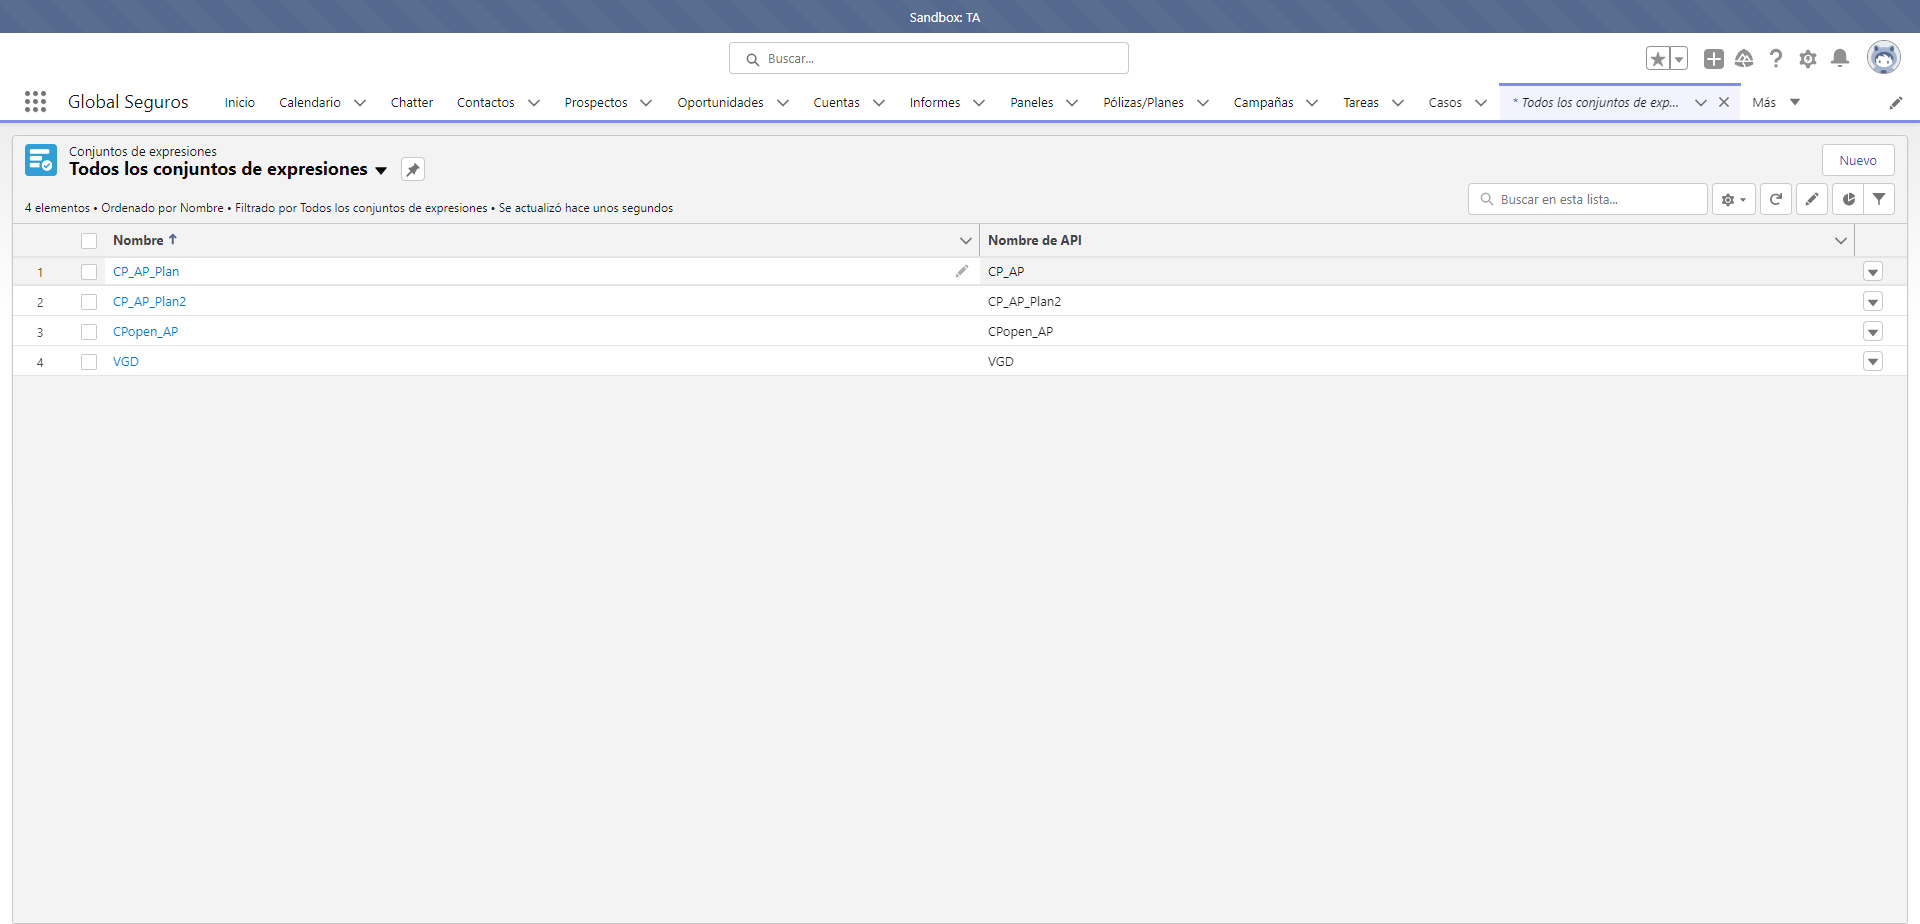 Sandbox: TA
Buscar...
Global Seguros Inicio Calendario Chatter Contactos Prospectos Oportunidades Cuentas Informes Paneles Pólizas/Planes Campañas Tareas Casos * Todos los conjuntos de exp... Más
Conjuntos de expresiones
Todos los conjuntos de expresiones
Nuevo
4 elementos • Ordenado por Nombre • Filtrado por Todos los conjuntos de expresiones • Se actualizó hace unos segundos
Buscar en esta lista...
Nombre Nombre de API
1 CP_AP_Plan CP_AP
2 CP_AP_Plan2 CP_AP_Plan2
3 CPopen_AP CPopen_AP
4 VGD VGD